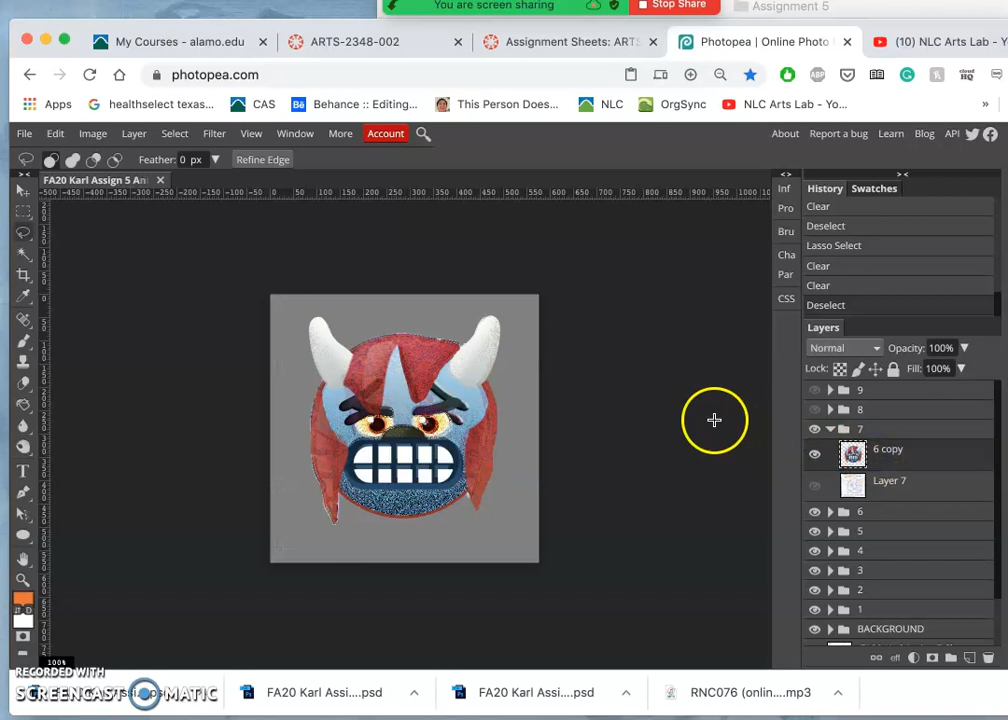 You are screen sharing Stop Share Assignment 5
My Courses - alamo.edu × ARTS-2348-002 × Assignment Sheets: ARTS × Photopea | Online Photo × (10) NLC Arts Lab - Y
photopea.com
Apps healthselect texas... CAS Behance :: Editing... This Person Does... NLC OrgSync NLC Arts Lab - Yo... »
File Edit Image Layer Select Filter View Window More Account About Report a bug Learn Blog API
Feather: 0 px Refine Edge
FA20 Karl Assign 5 Ani ×
Inf
Pro
Bru
Cha
Par
CSS
History Swatches
Clear
Deselect
Lasso Select
Clear
Clear
Deselect
Layers
Normal Opacity: 100%
Lock: Fill: 100%
9
8
7
6 copy
Layer 7
6
5
4
3
2
1
BACKGROUND
100%
RECORDED WITH
SCREENCAST MATIC
FA20 Karl Assi....psd FA20 Karl Assi....psd RNC076 (onlin....mp3